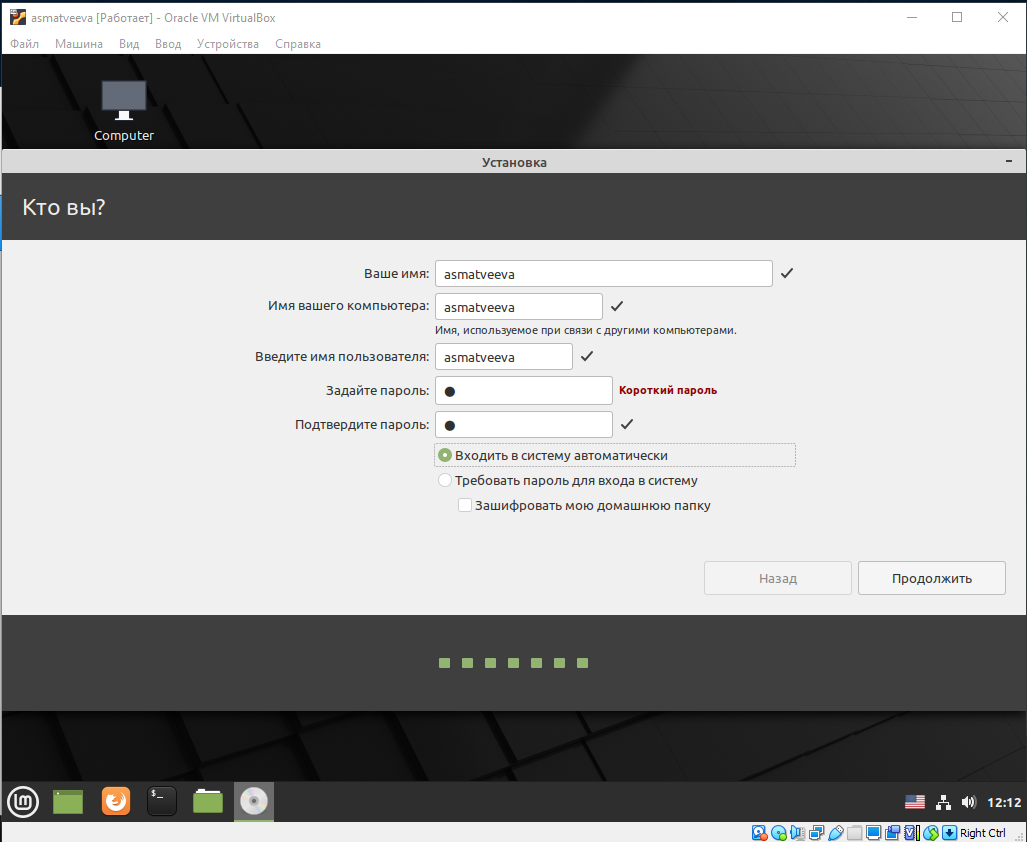 asmatveeva [Работает] - Oracle VM VirtualBox
Файл Машина Вид Ввод Устройства Справка
Computer
Установка
Кто вы?
Ваше имя: asmatveeva
Имя вашего компьютера: asmatveeva
Имя, используемое при связи с другими компьютерами.
Введите имя пользователя: asmatveeva
Задайте пароль: ● Короткий пароль
Подтвердите пароль: ●
Входить в систему автоматически
Требовать пароль для входа в систему
Зашифровать мою домашнюю папку
Назад Продолжить
$_
12:12
Right Ctrl